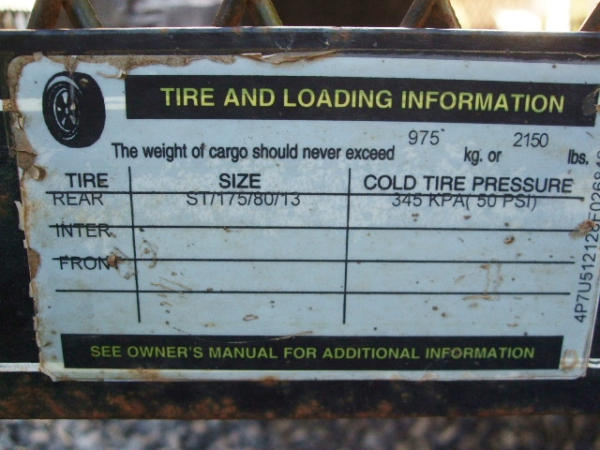 TIRE AND LOADING INFORMATION
The weight of cargo should never exceed 975 kg. or 2150 lbs.
TIRE SIZE COLD TIRE PRESSURE
REAR ST/175/80/13 345 KPA( 50 PSI)
INTER
FRONT
SEE OWNER'S MANUAL FOR ADDITIONAL INFORMATION